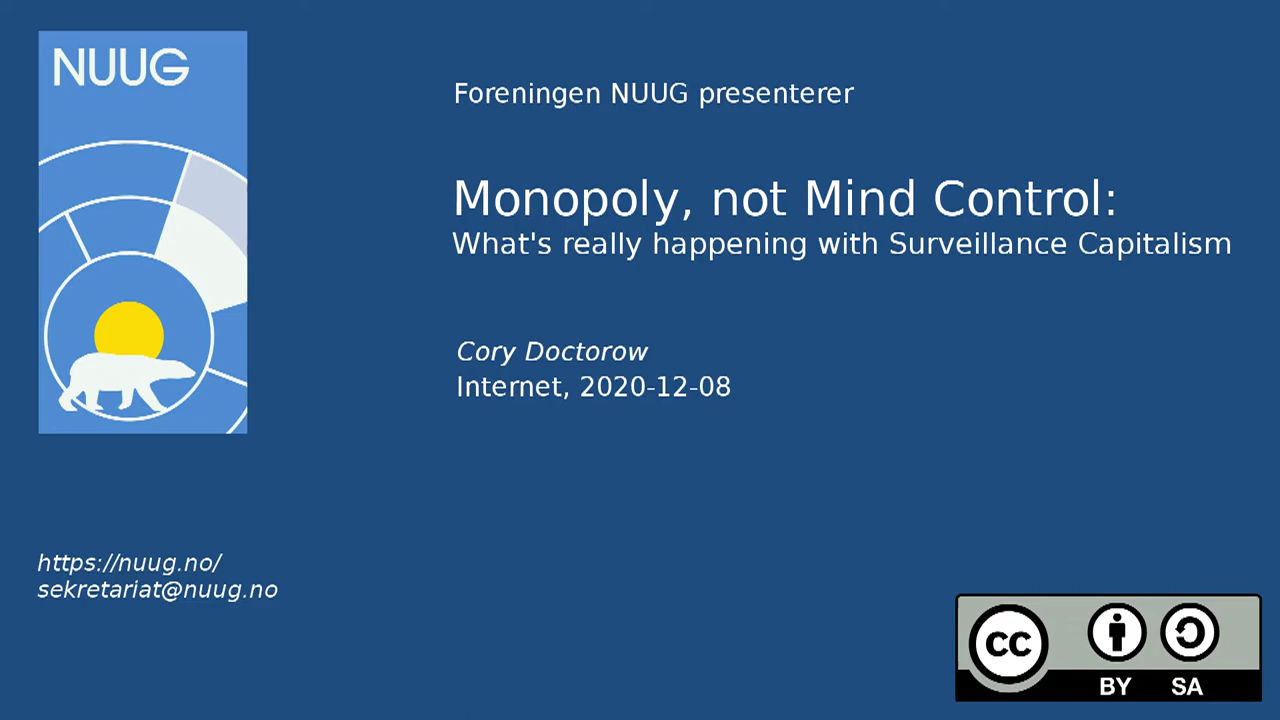 NUUG
Foreningen NUUG presenterer
Monopoly, not Mind Control:
What's really happening with Surveillance Capitalism
Cory Doctorow
Internet, 2020-12-08
https://nuug.no/
sekretariat@nuug.no
CC
BY SA